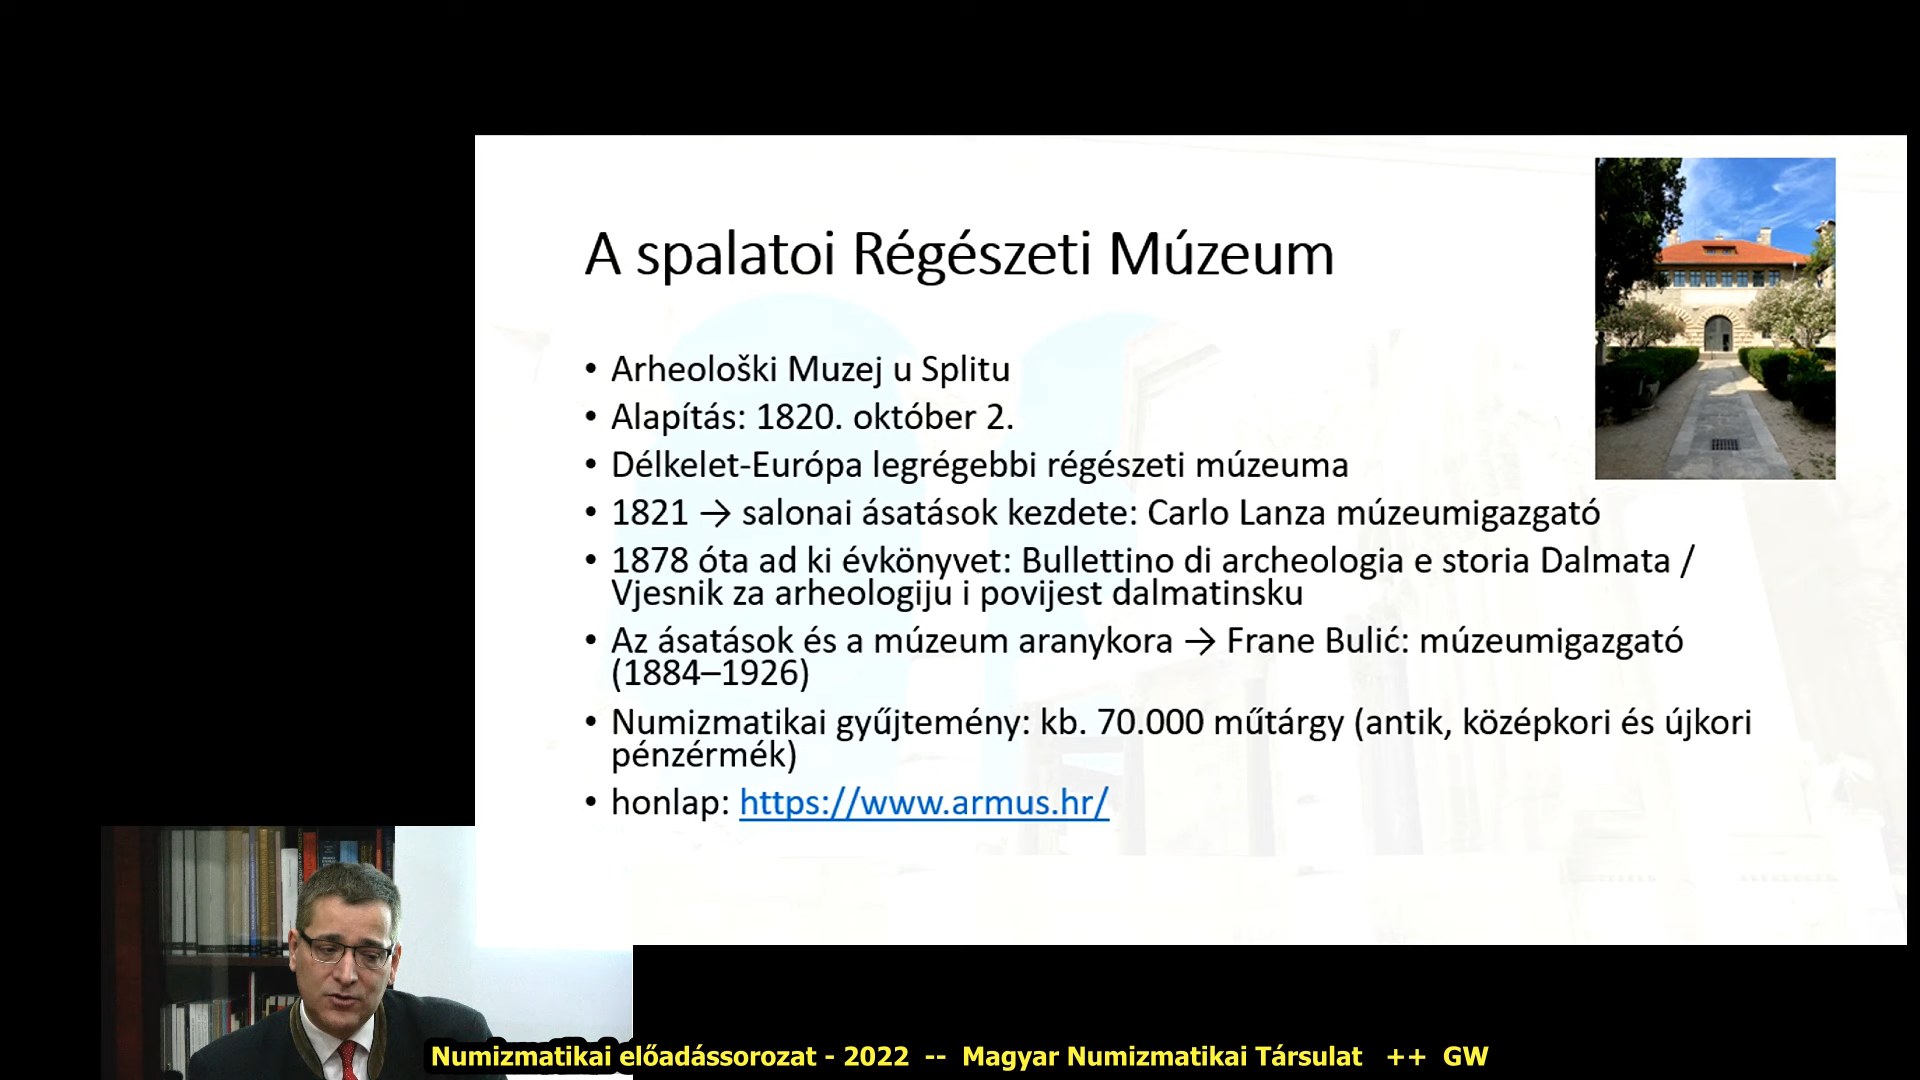 A spalatoi Régészeti Múzeum
• Arheološki Muzej u Splitu
• Alapítás: 1820. október 2.
• Délkelet-Európa legrégebbi régészeti múzeuma
• 1821 → salonai ásatások kezdete: Carlo Lanza múzeumigazgató
• 1878 óta ad ki évkönyvet: Bullettino di archeologia e storia Dalmata /
Vjesnik za arheologiju i povijest dalmatinsku
• Az ásatások és a múzeum aranykora → Frane Bulić: múzeumigazgató
(1884–1926)
• Numizmatikai gyűjtemény: kb. 70.000 műtárgy (antik, középkori és újkori
pénzérmék)
• honlap: https://www.armus.hr/
Numizmatikai előadássorozat - 2022 -- Magyar Numizmatikai Társulat ++ GW